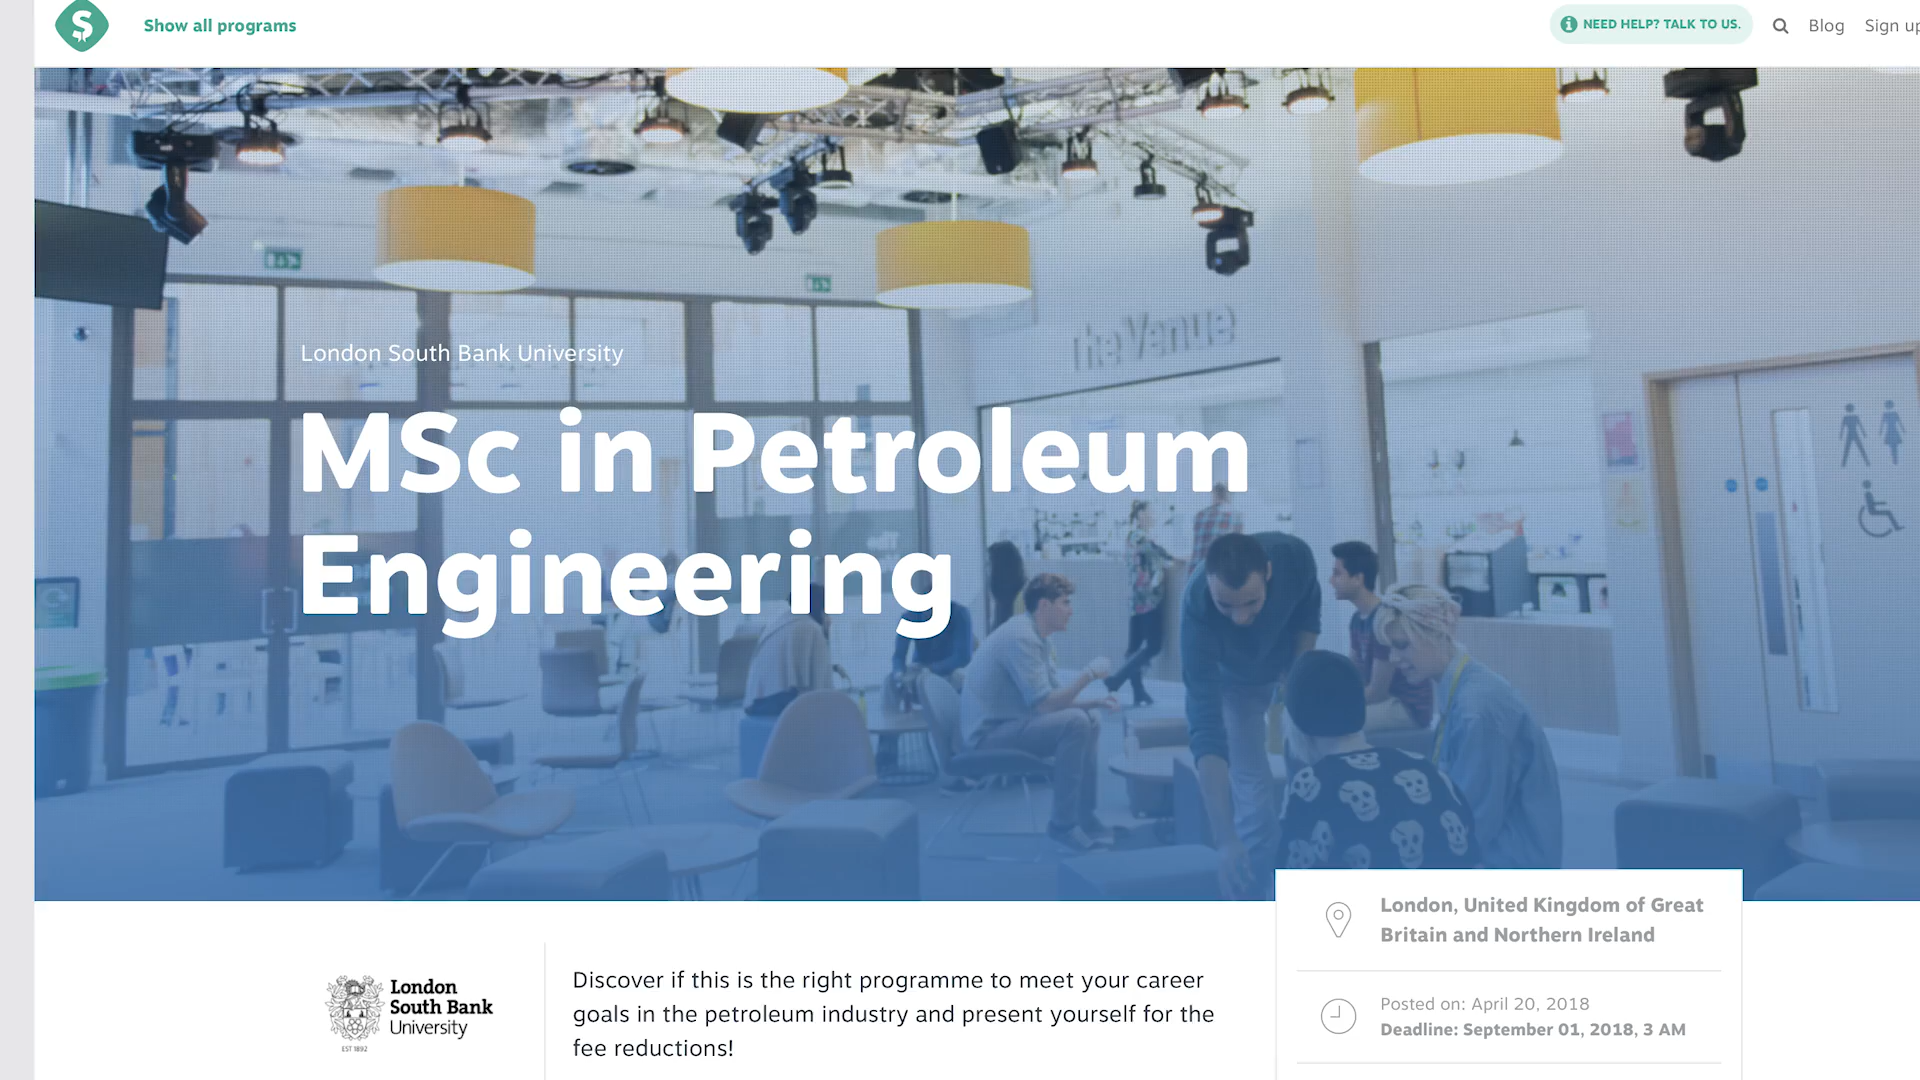 Show all programs
NEED HELP? TALK TO US.
Blog
The Venue
London South Bank University
MSc in Petroleum
Engineering
London, United Kingdom of Great
Britain and Northern Ireland
London
South Bank
University
EST 1892
Discover if this is the right programme to meet your career
goals in the petroleum industry and present yourself for the
fee reductions!
Posted on: April 20, 2018
Deadline: September 01, 2018, 3 AM